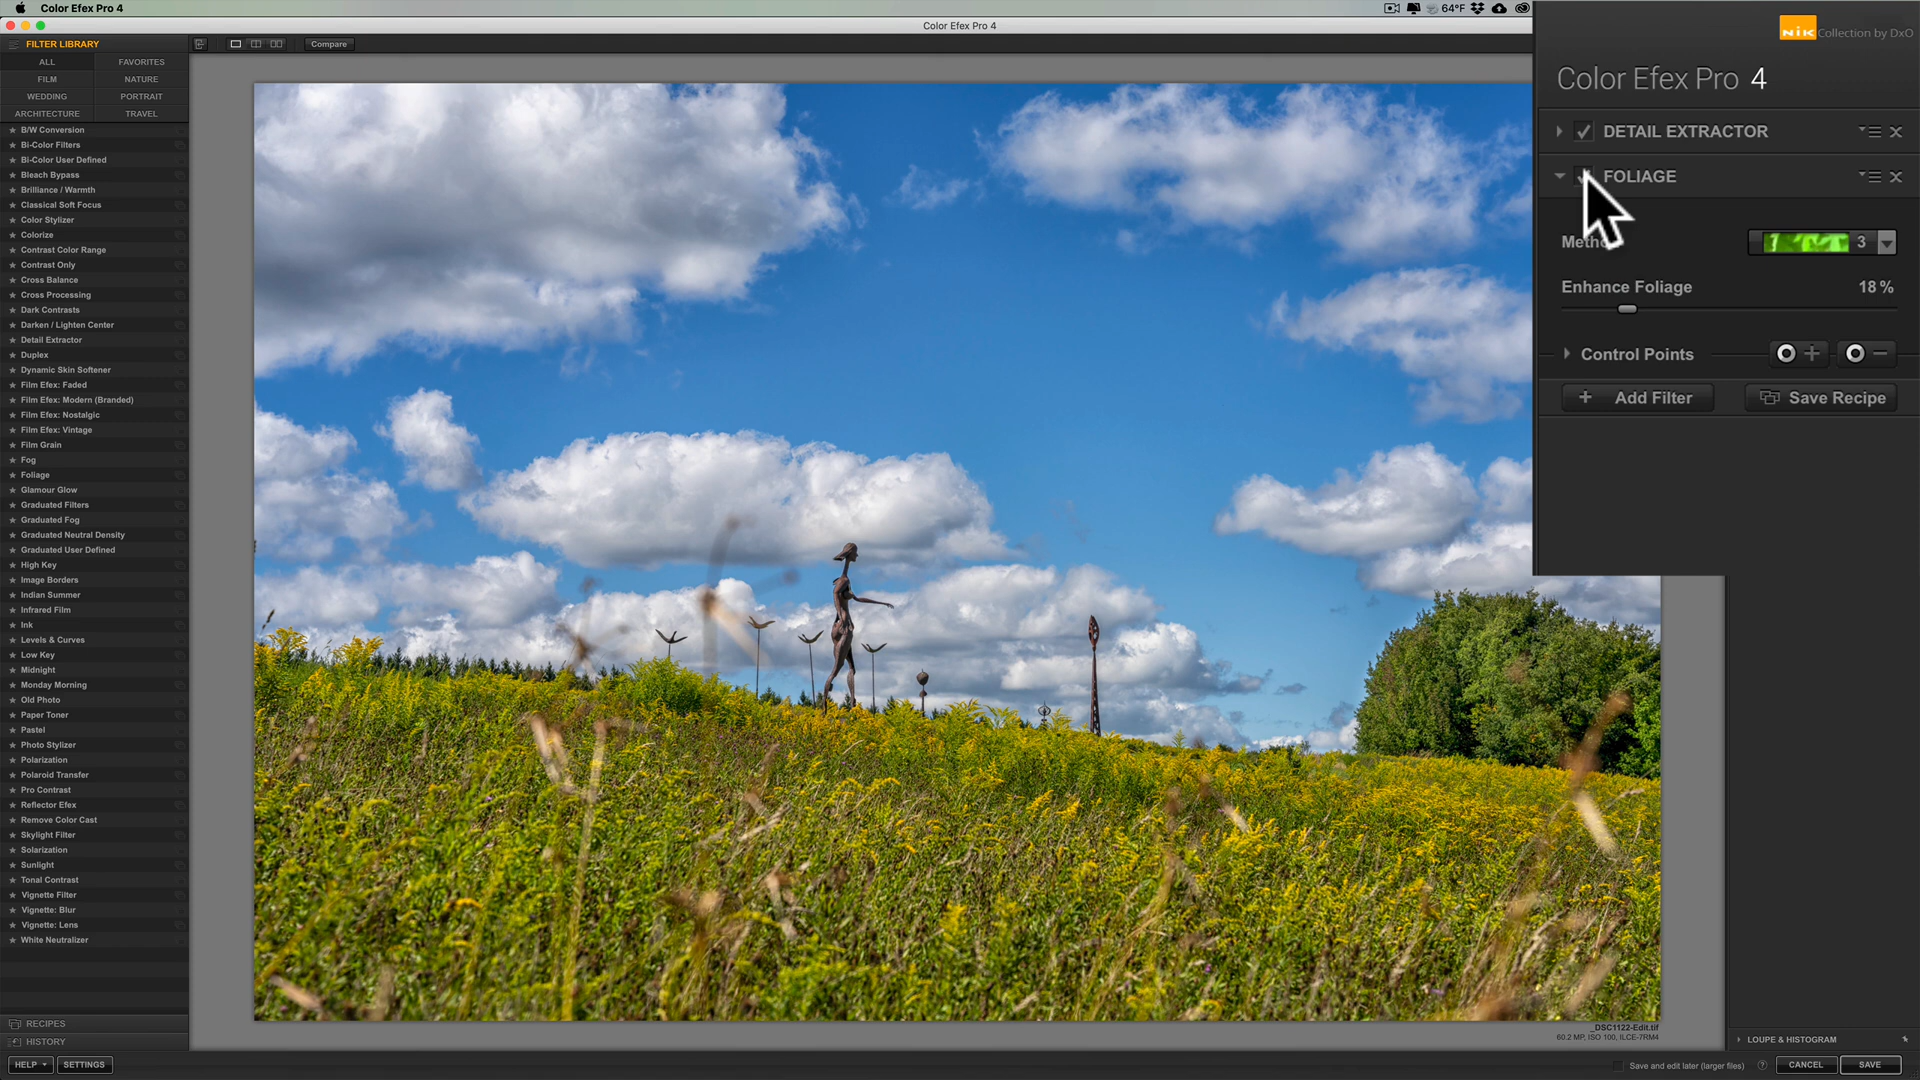 Color Efex Pro 4
64°F
Color Efex Pro 4
FILTER LIBRARY
Compare
ALL
FAVORITES
FILM
NATURE
WEDDING
PORTRAIT
ARCHITECTURE
TRAVEL
B/W Conversion
Bi-Color Filters
Bi-Color User Defined
Bleach Bypass
Brilliance / Warmth
Classical Soft Focus
Color Stylizer
Colorize
Contrast Color Range
Contrast Only
Cross Balance
Cross Processing
Dark Contrasts
Darken / Lighten Center
Detail Extractor
Duplex
Dynamic Skin Softener
Film Efex: Faded
Film Efex: Modern (Branded)
Film Efex: Nostalgic
Film Efex: Vintage
Film Grain
Fog
Foliage
Glamour Glow
Graduated Filters
Graduated Fog
Graduated Neutral Density
Graduated User Defined
High Key
Image Borders
Indian Summer
Infrared Film
Ink
Levels & Curves
Low Key
Midnight
Monday Morning
Old Photo
Paper Toner
Pastel
Photo Stylizer
Polarization
Polaroid Transfer
Pro Contrast
Reflector Efex
Remove Color Cast
Skylight Filter
Solarization
Sunlight
Tonal Contrast
Vignette Filter
Vignette: Blur
Vignette: Lens
White Neutralizer
RECIPES
HISTORY
HELP
SETTINGS
Nik Collection by DxO
Color Efex Pro 4
DETAIL EXTRACTOR
FOLIAGE
3
Enhance Foliage 18 %
Control Points
+ Add Filter
Save Recipe
_DSC1122-Edit.tif
60.2 MP, ISO 100, ILCE-7RM4
LOUPE & HISTOGRAM
Save and edit later (larger files)
?
CANCEL
SAVE